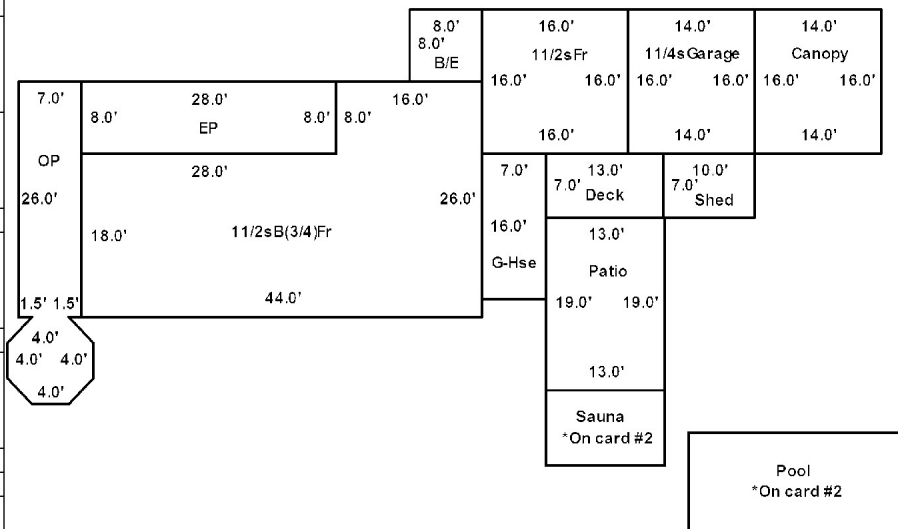 8.0' 16.0' 14.0' 14.0'
8.0' 11/2sFr 11/4sGarage Canopy
B/E 16.0' 16.0' 16.0' 16.0' 16.0' 16.0'
7.0' 28.0' 16.0'
8.0' 8.0' 8.0'
EP 16.0' 14.0' 14.0'
OP 28.0' 7.0' 13.0' 10.0'
7.0' Deck 7.0' Shed
26.0' 26.0'
18.0' 11/2sB(3/4)Fr 16.0' 13.0'
G-Hse Patio
1.5' 1.5' 44.0' 19.0' 19.0'
4.0'
4.0' 4.0' 13.0'
4.0'
Sauna
*On card #2
Pool
*On card #2